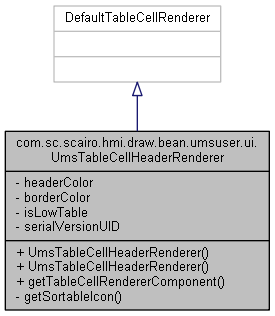 DefaultTableCellRenderer
com.sc.scairo.hmi.draw.bean.umsuser.ui.
UmsTableCellHeaderRenderer
- headerColor
- borderColor
- isLowTable
- serialVersionUID
+ UmsTableCellHeaderRenderer()
+ UmsTableCellHeaderRenderer()
+ getTableCellRendererComponent()
- getSortableIcon()